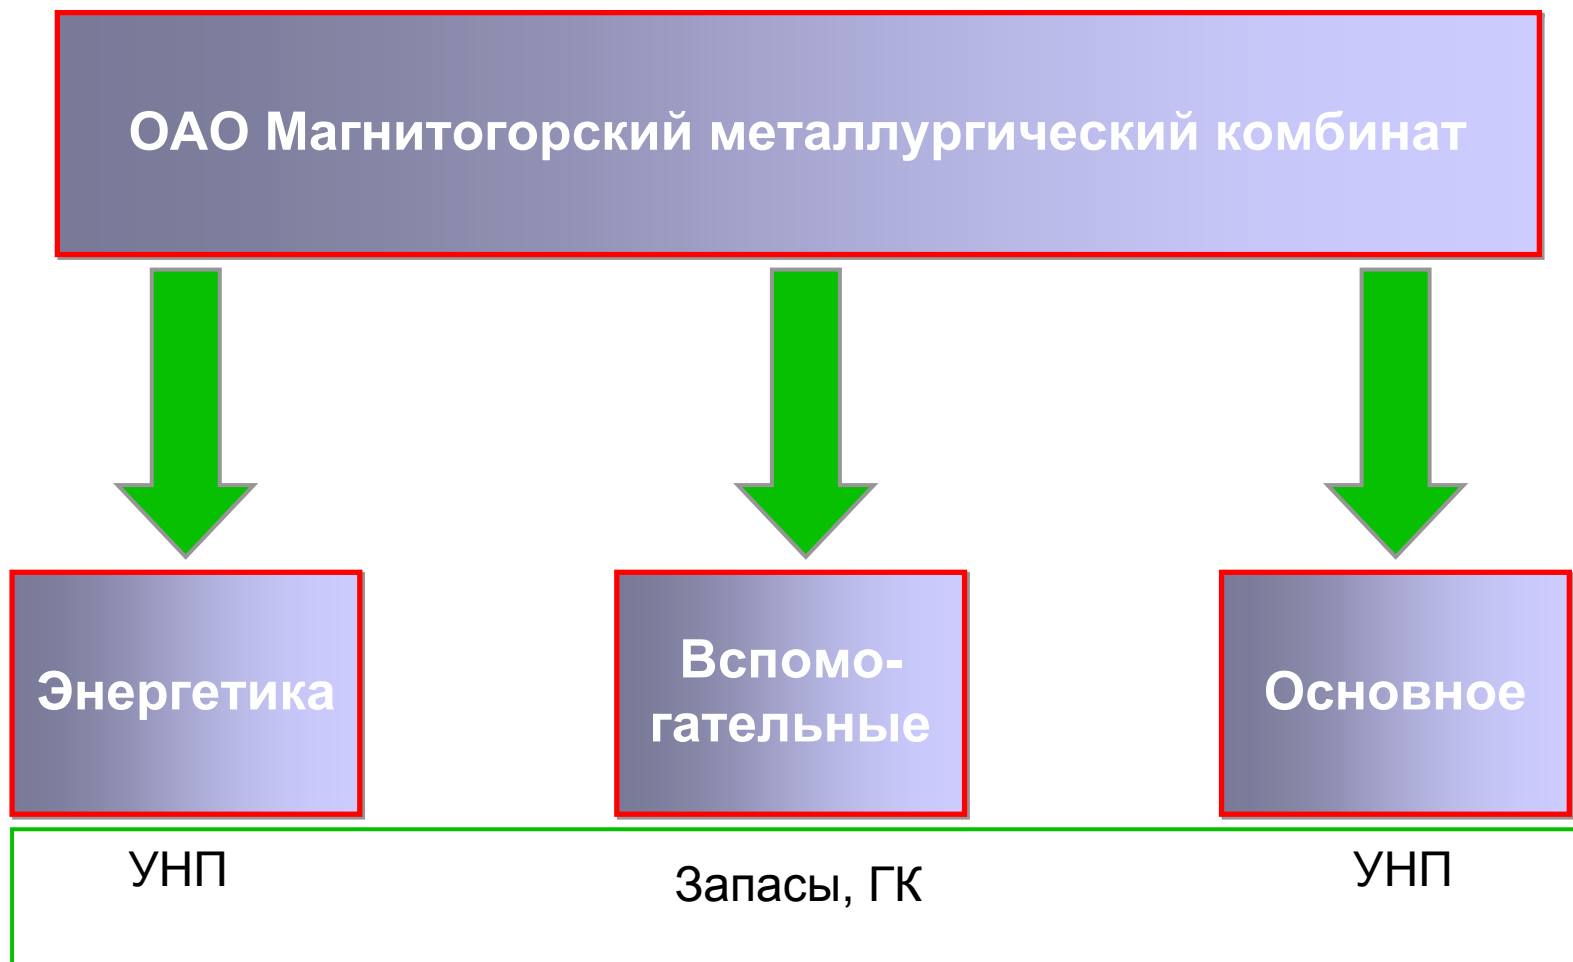 ОАО Магнитогорский металлургический комбинат
Энергетика
Вспомо-
гательные
Основное
УНП
Запасы, ГК
УНП